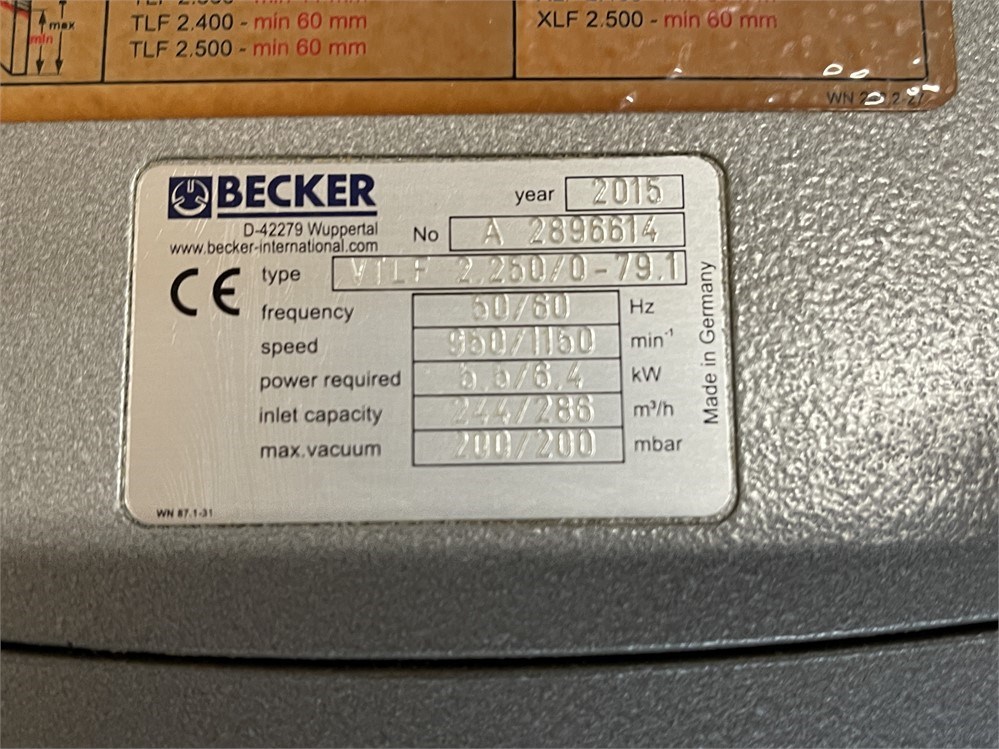 max
min
TLF 2.400 - min 60 mm
TLF 2.500 - min 60 mm
XLF 2.500 - min 60 mm
WN
BECKER
D-42279 Wuppertal
www.becker-international.com
year 2015
No A 2896614
CE
type VTLF 2.250/0-79.1
frequency 50/60 Hz
speed 950/1150 min⁻¹
power required 5,5/6,4 kW
inlet capacity 244/286 m³/h
max.vacuum 200/200 mbar
Made in Germany
WN 87.1-31